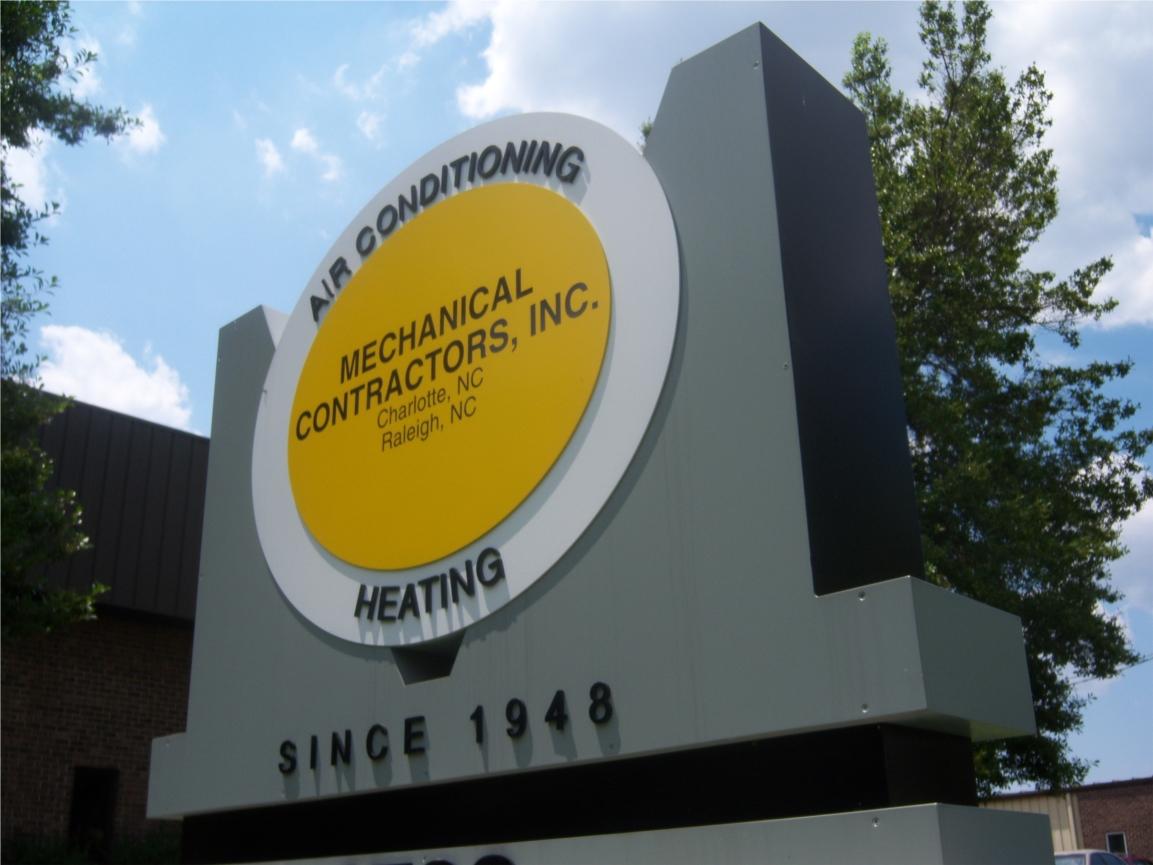 AIR CONDITIONING
MECHANICAL
CONTRACTORS, INC.
Charlotte, NC
Raleigh, NC
HEATING
SINCE 1948